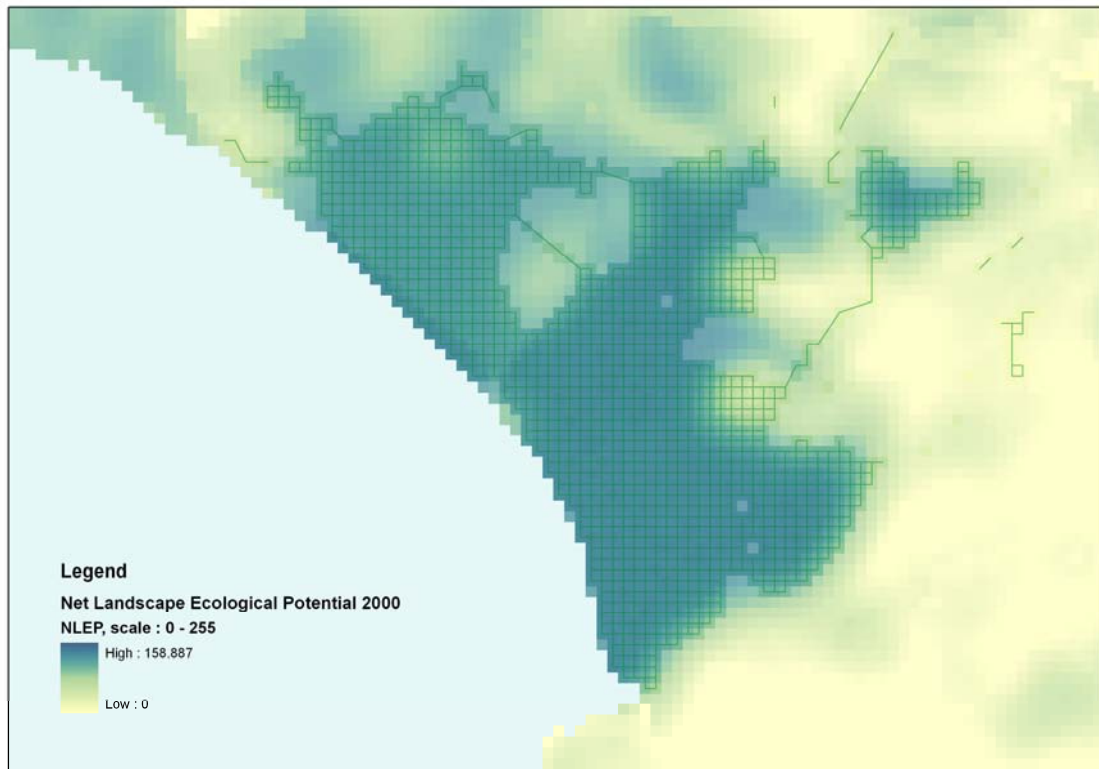 Legend
Net Landscape Ecological Potential 2000
NLEP, scale : 0 - 255
High : 158.887
Low : 0